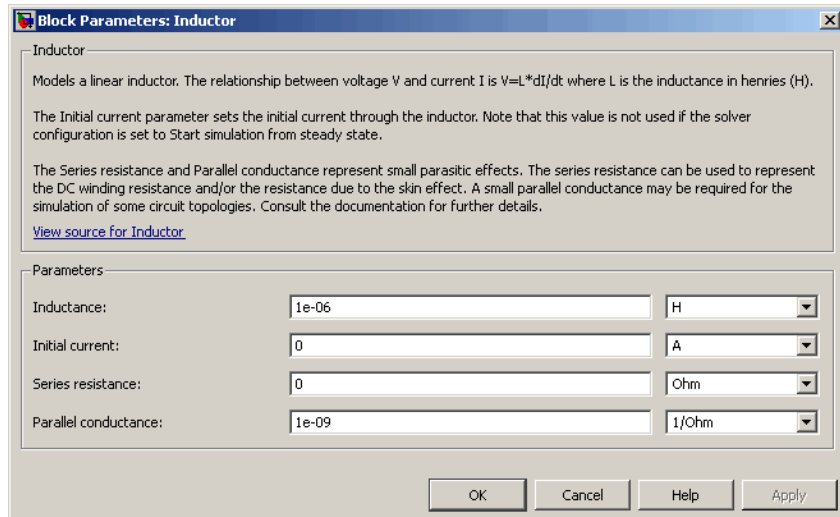 Block Parameters: Inductor
Inductor
Models a linear inductor. The relationship between voltage V and current I is V=L*dI/dt where L is the inductance in henries (H).
The Initial current parameter sets the initial current through the inductor. Note that this value is not used if the solver
configuration is set to Start simulation from steady state.
The Series resistance and Parallel conductance represent small parasitic effects. The series resistance can be used to represent
the DC winding resistance and/or the resistance due to the skin effect. A small parallel conductance may be required for the
simulation of some circuit topologies. Consult the documentation for further details.
View source for Inductor
Parameters
Inductance: 1e-06 H
Initial current: 0 A
Series resistance: 0 Ohm
Parallel conductance: 1e-09 1/Ohm
OK Cancel Help Apply